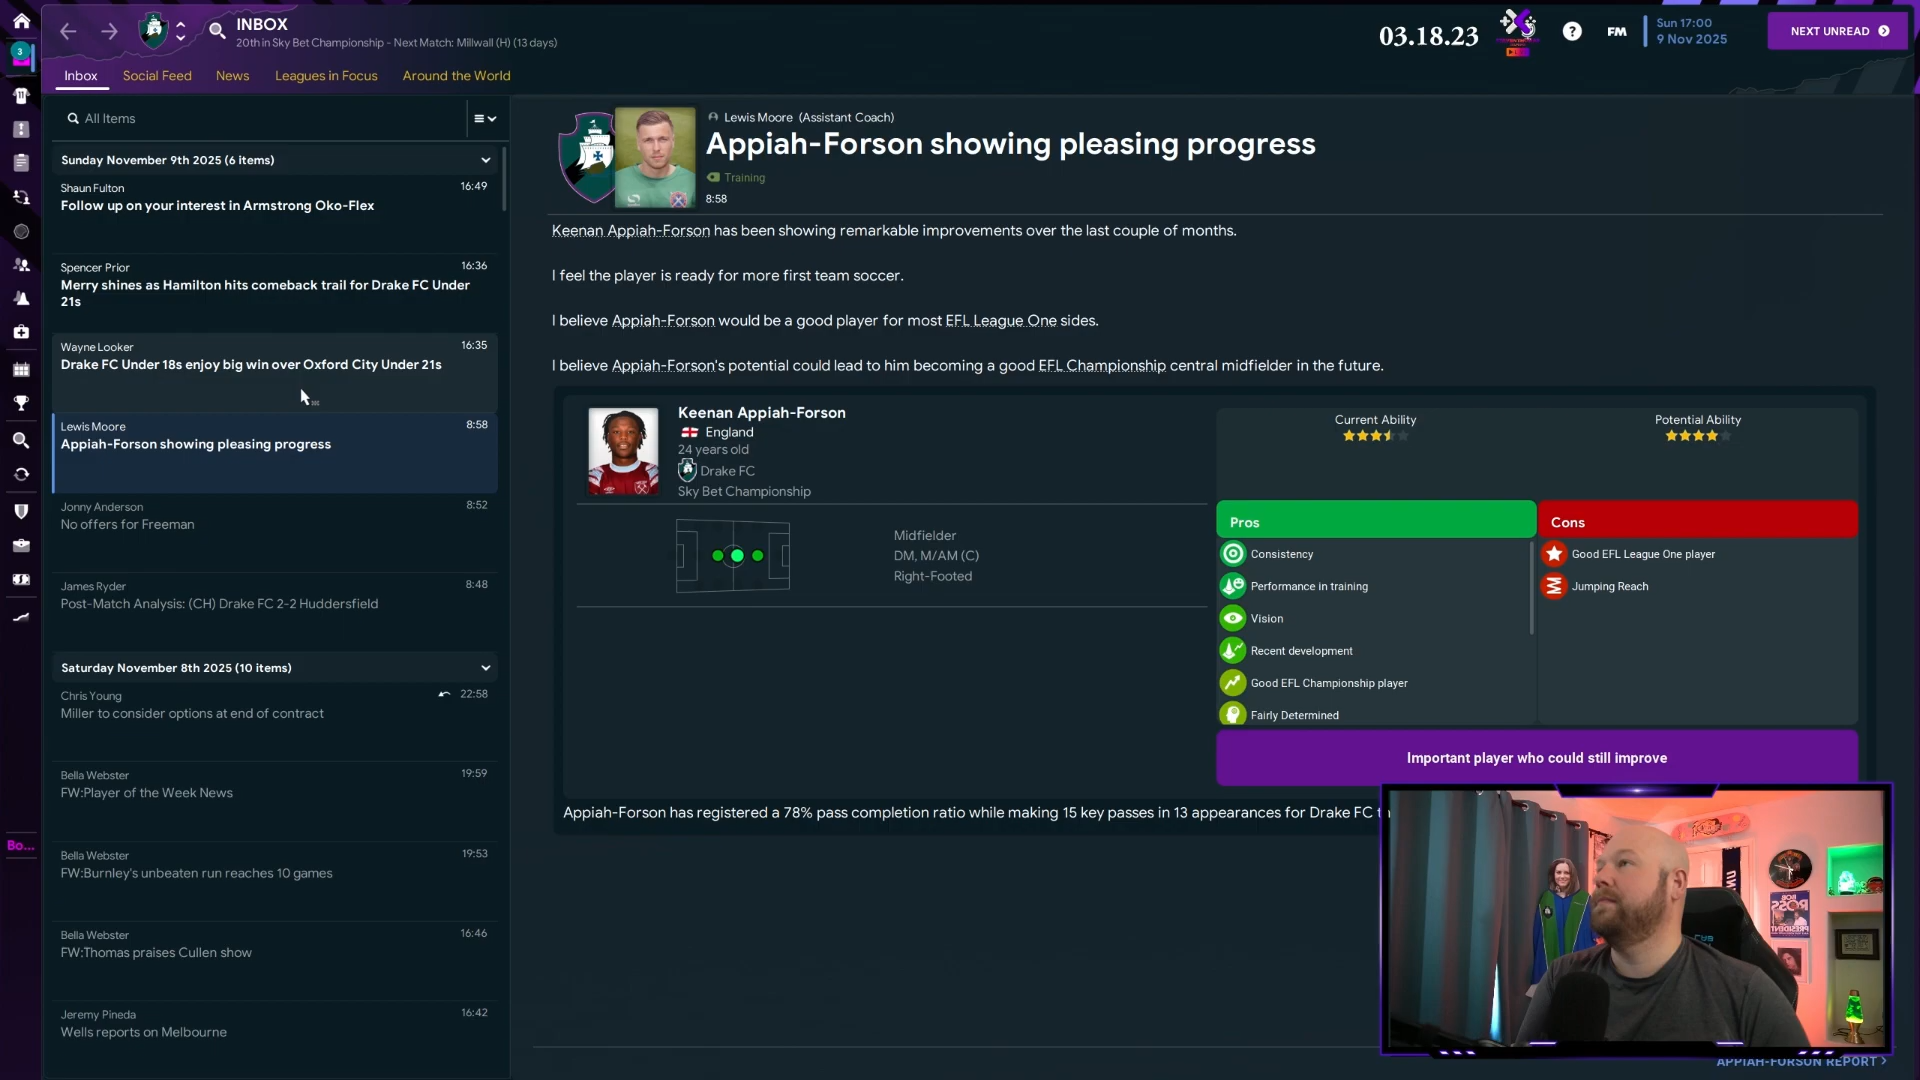 INBOX
20th in Sky Bet Championship - Next Match: Millwall (H) (13 days)
03.18.23
FM
Sun 17:00
9 Nov 2025
NEXT UNREAD
3
Inbox
Social Feed
News
Leagues in Focus
Around the World
All Items
Sunday November 9th 2025 (6 items)
Shaun Fulton
16:49
Follow up on your interest in Armstrong Oko-Flex
Spencer Prior
16:36
Merry shines as Hamilton hits comeback trail for Drake FC Under
21s
Wayne Looker
16:35
Drake FC Under 18s enjoy big win over Oxford City Under 21s
Lewis Moore
8:58
Appiah-Forson showing pleasing progress
Jonny Anderson
8:52
No offers for Freeman
James Ryder
8:48
Post-Match Analysis: (CH) Drake FC 2-2 Huddersfield
Saturday November 8th 2025 (10 items)
Chris Young
22:58
Miller to consider options at end of contract
Bella Webster
19:59
FW:Player of the Week News
Bella Webster
19:53
FW:Burnley's unbeaten run reaches 10 games
Bella Webster
16:46
FW:Thomas praises Cullen show
Jeremy Pineda
16:42
Wells reports on Melbourne
Bo...
Lewis Moore (Assistant Coach)
Appiah-Forson showing pleasing progress
Training
8:58
Keenan Appiah-Forson has been showing remarkable improvements over the last couple of months.
I feel the player is ready for more first team soccer.
I believe Appiah-Forson would be a good player for most EFL League One sides.
I believe Appiah-Forson's potential could lead to him becoming a good EFL Championship central midfielder in the future.
Keenan Appiah-Forson
England
24 years old
Drake FC
Sky Bet Championship
Midfielder
DM, M/AM (C)
Right-Footed
Current Ability
Potential Ability
Pros
Consistency
Performance in training
Vision
Recent development
Good EFL Championship player
Fairly Determined
Cons
Good EFL League One player
Jumping Reach
Important player who could still improve
Appiah-Forson has registered a 78% pass completion ratio while making 15 key passes in 13 appearances for Drake FC
BOB
ROSS
PRESIDENT
APPIAH-FORSON REPORT >